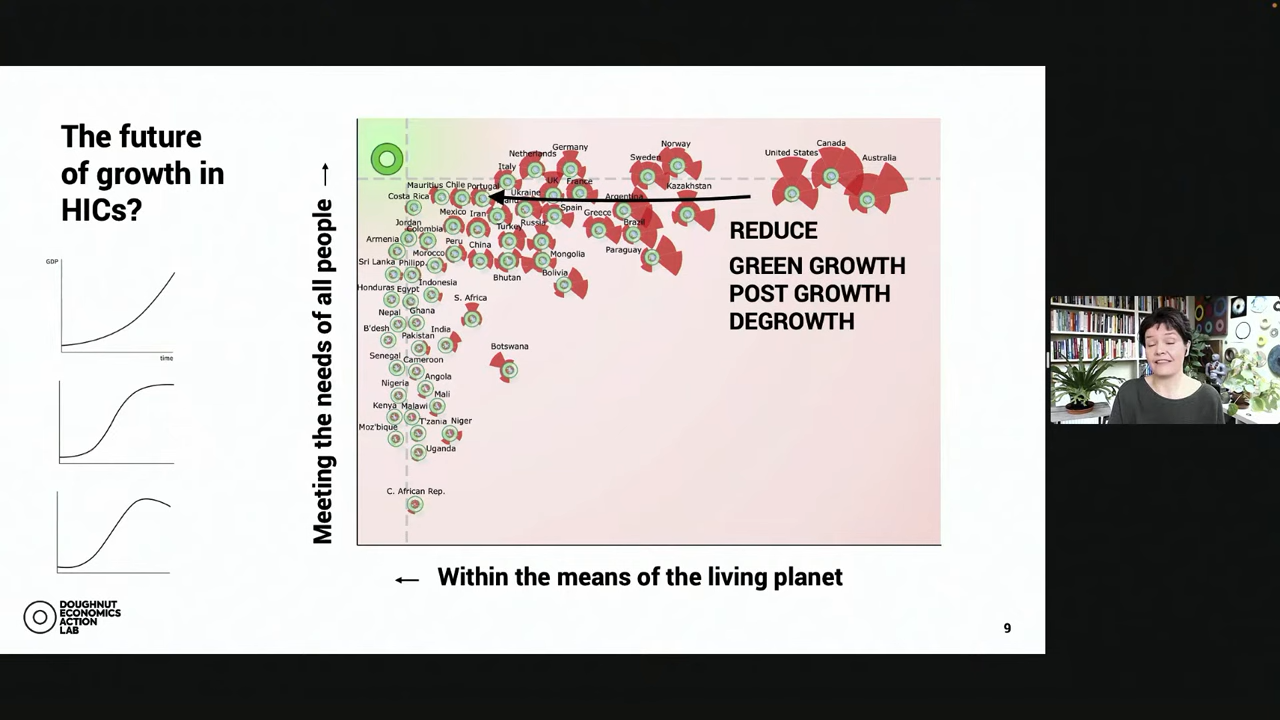 The future
of growth in
HICs?
GDP
time
DOUGHNUT
ECONOMICS
ACTION
LAB
Meeting the needs of all people
Within the means of the living planet
Norway
Canada
Germany
Netherlands
Sweden
United States
Australia
Italy
UK
France
Kazakhstan
Mauritius
Chile
Portugal
Costa Rica
Ukraine
Argentina
Spain
Mexico
Iran
Greece
Jordan
Colombia
Turkey
Russia
Brazil
Armenia
Peru
China
Morocco
Mongolia
Paraguay
Sri Lanka
Philipp.
Bhutan
Bolivia
Honduras
Egypt
Indonesia
S. Africa
Nepal
Ghana
B'desh
Pakistan
India
Botswana
Senegal
Cameroon
Nigeria
Angola
Mali
Kenya
Malawi
Moz'bique
T'zania
Niger
Uganda
C. African Rep.
REDUCE
GREEN GROWTH
POST GROWTH
DEGROWTH
9